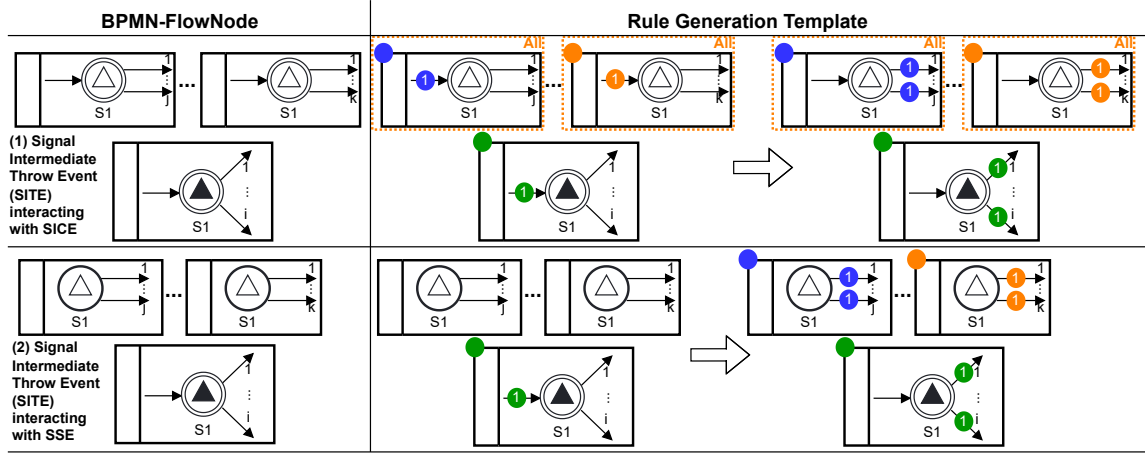 BPMN-FlowNode
Rule Generation Template
1 ... 1
j k
S1 S1
(1) Signal
Intermediate
Throw Event
(SITE)
interacting
with SICE
1
i
S1
All All All All
1 1 1 1 ... 1 1 1 1 ... 1 1
j k j k
S1 S1 S1 S1
1 1 1 1
i 1 i
S1 S1
1 ... 1
j k
S1 S1
(2) Signal
Intermediate
Throw Event
(SITE)
interacting
with SSE
1
i
S1
1 ... 1 1 1 ... 1 1
j k 1 j 1 k
S1 S1 S1 S1
1 1 1 1
i 1 i
S1 S1